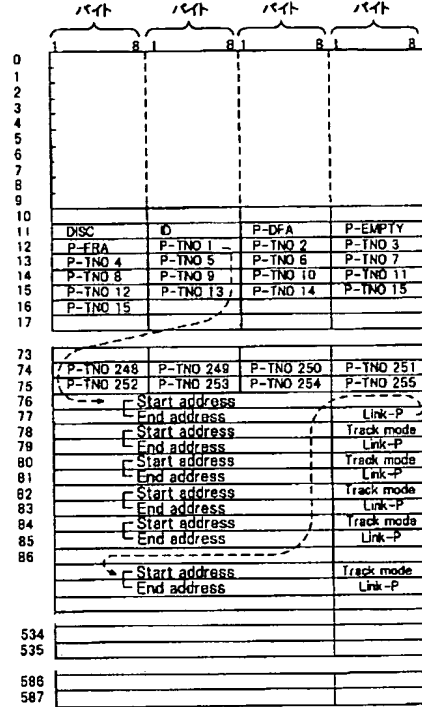 バイト バイト バイト バイト
1 8 1 8 1 8 1 8
0
1
2
3
4
5
6
7
8
9
10
11 DISC ID P-DFA P-EMPTY
12 P-FRA P-TNO 1 P-TNO 2 P-TNO 3
13 P-TNO 4 P-TNO 5 P-TNO 6 P-TNO 7
14 P-TNO 8 P-TNO 9 P-TNO 10 P-TNO 11
15 P-TNO 12 P-TNO 13 P-TNO 14 P-TNO 15
16 P-TNO 15
17
73
74 P-TNO 248 P-TNO 249 P-TNO 250 P-TNO 251
75 P-TNO 252 P-TNO 253 P-TNO 254 P-TNO 255
76 Start address
77 End address Link-P
78 Start address Track mode
79 End address Link-P
80 Start address Track mode
81 End address Link-P
82 Start address Track mode
83 End address Link-P
84 Start address Track mode
85 End address Link-P
86
Start address Track mode
End address Link-P
534
535
586
587